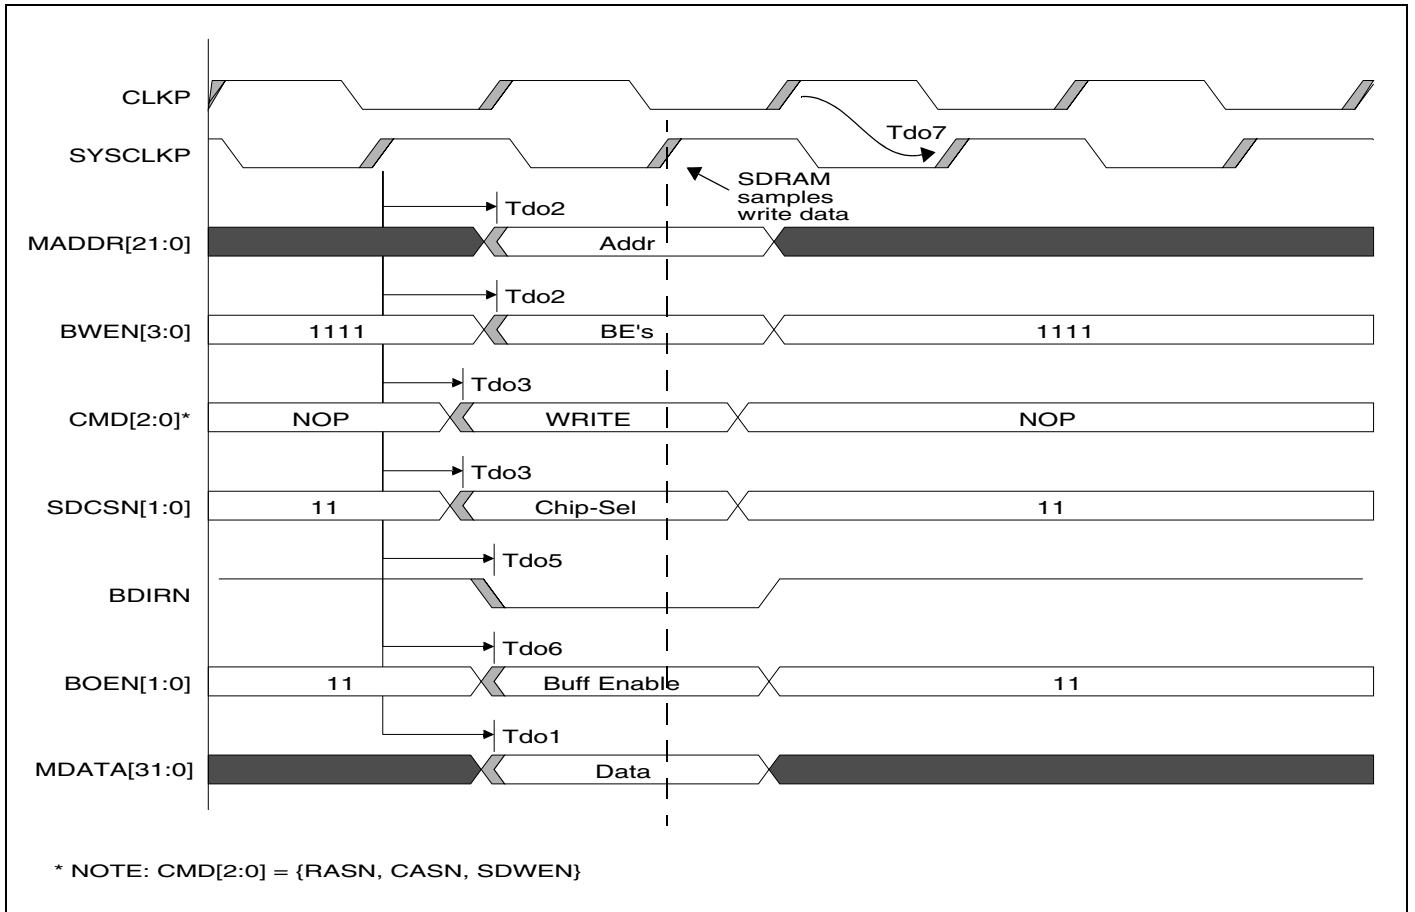 CLKP
Tdo7
SYSCLKP
SDRAM
samples
write data
Tdo2
MADDR[21:0]
Addr
Tdo2
BWEN[3:0]
1111
BE's
1111
Tdo3
CMD[2:0]*
NOP
WRITE
NOP
Tdo3
SDCSN[1:0]
11
Chip-Sel
11
Tdo5
BDIRN
Tdo6
BOEN[1:0]
11
Buff Enable
11
Tdo1
MDATA[31:0]
Data
* NOTE: CMD[2:0] = {RASN, CASN, SDWEN}